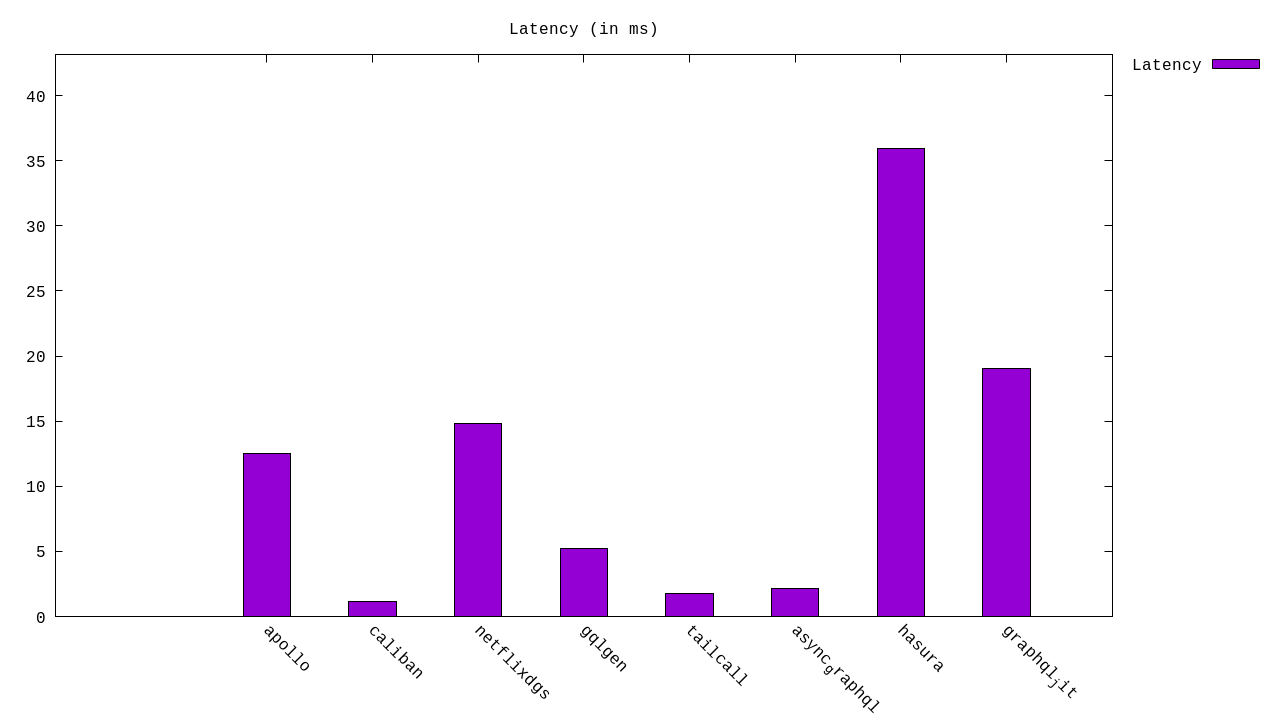 Latency (in ms)
Latency
40
35
30
25
20
15
10
5
0
apollo
caliban
netflixdgs
gqlgen
tailcall
async_graphql
hasura
graphql_jit